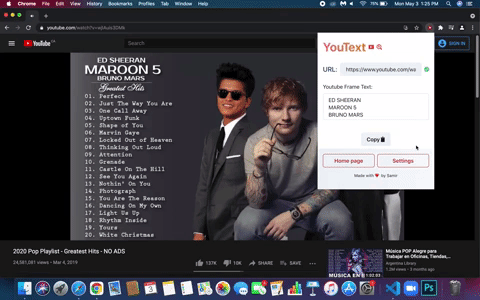 Chrome File Edit View History Bookmarks Profiles Tab Window Help
76% Mon May 3 1:25 PM
YouTube
Search
SIGN IN
ED SHEERAN
MAROON 5
BRUNO MARS
Greatest Hits
01. Perfect
02. Just The Way You Are
03. One Call Away
04. Uptown Funk
05. Shape of You
06. Marvin Gaye
07. Locked Out of Heaven
08. Thinking Out Loud
09. Attention
10. Grenade
11. Castle On The Hill
12. See You Again
13. Nothin' On You
14. Photograph
15. You Are The Reason
16. Dancing On My Own
17. Light Us Up
18. Rhythm Inside
19. Yours
20. White Christmas
YouText
URL:
https://www.youtube.com/wa
Youtube Frame Text:
ED SHEERAN
MAROON 5
BRUNO MARS
Copy
Home page
Settings
Made with ❤ by Samir
2020 Pop Playlist - Greatest Hits - NO ADS
24,581,081 views • Mar 4, 2019
137K
10K
SHARE
SAVE
MÚSICA EN
1:02:03
Música POP Alegre para
Trabajar en Oficinas, Tiendas,...
Argentina Library
1.2M views • 3 months ago